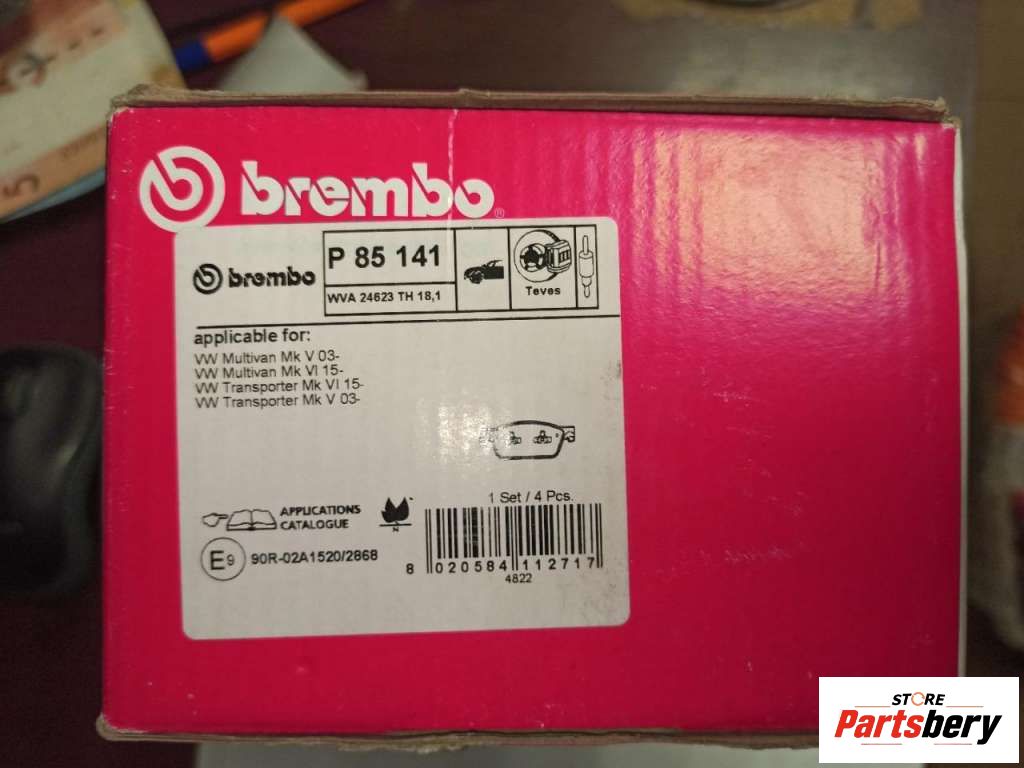 brembo
brembo
P 85 141
WVA 24623 TH 18,1
Teves
applicable for:
VW Multivan Mk V 03-
VW Multivan Mk VI 15-
VW Transporter Mk VI 15-
VW Transporter Mk V 03-
1 Set / 4 Pcs.
APPLICATIONS
CATALOGUE
N
E9
90R-02A1520/2868
8 020584 112717
4822
5
STORE
Partsbery